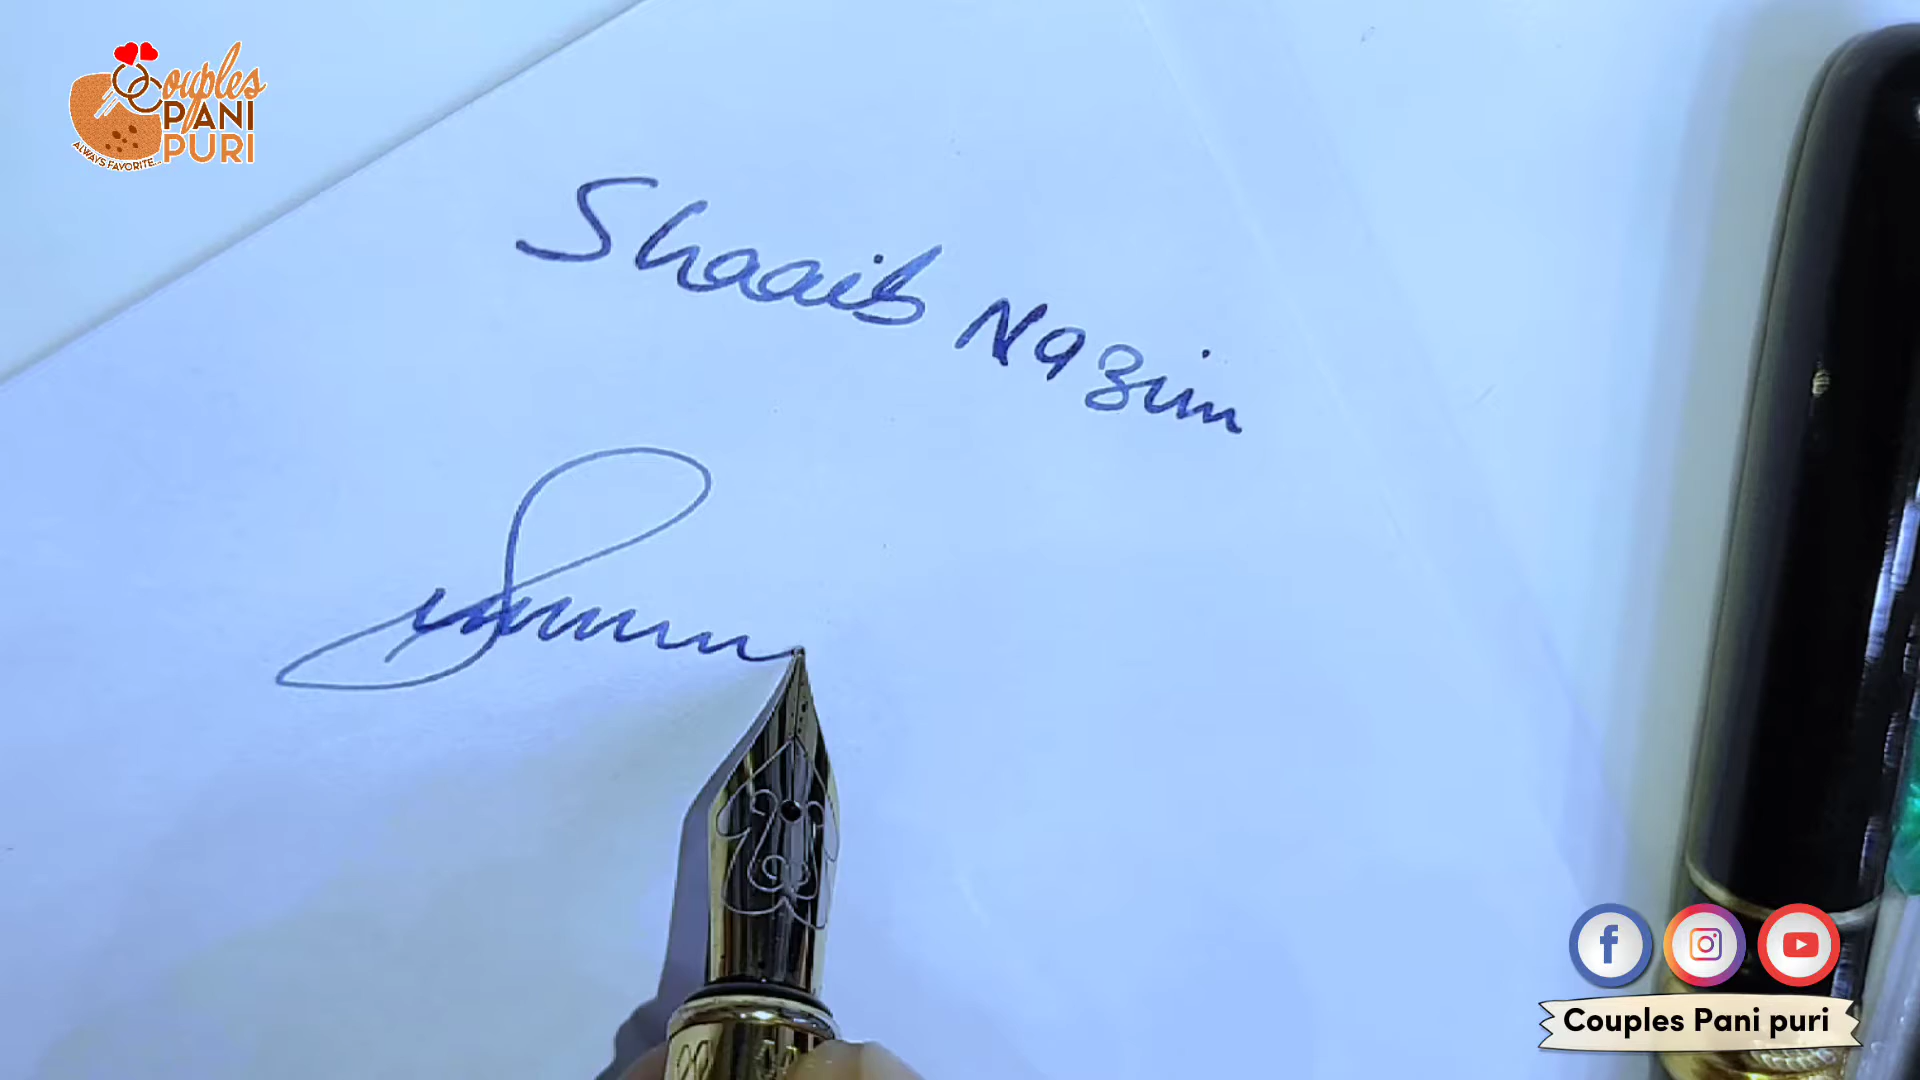 Couples
PANI
PURI
ALWAYS FAVORITE...
Shaaib Nazim
Couples Pani puri